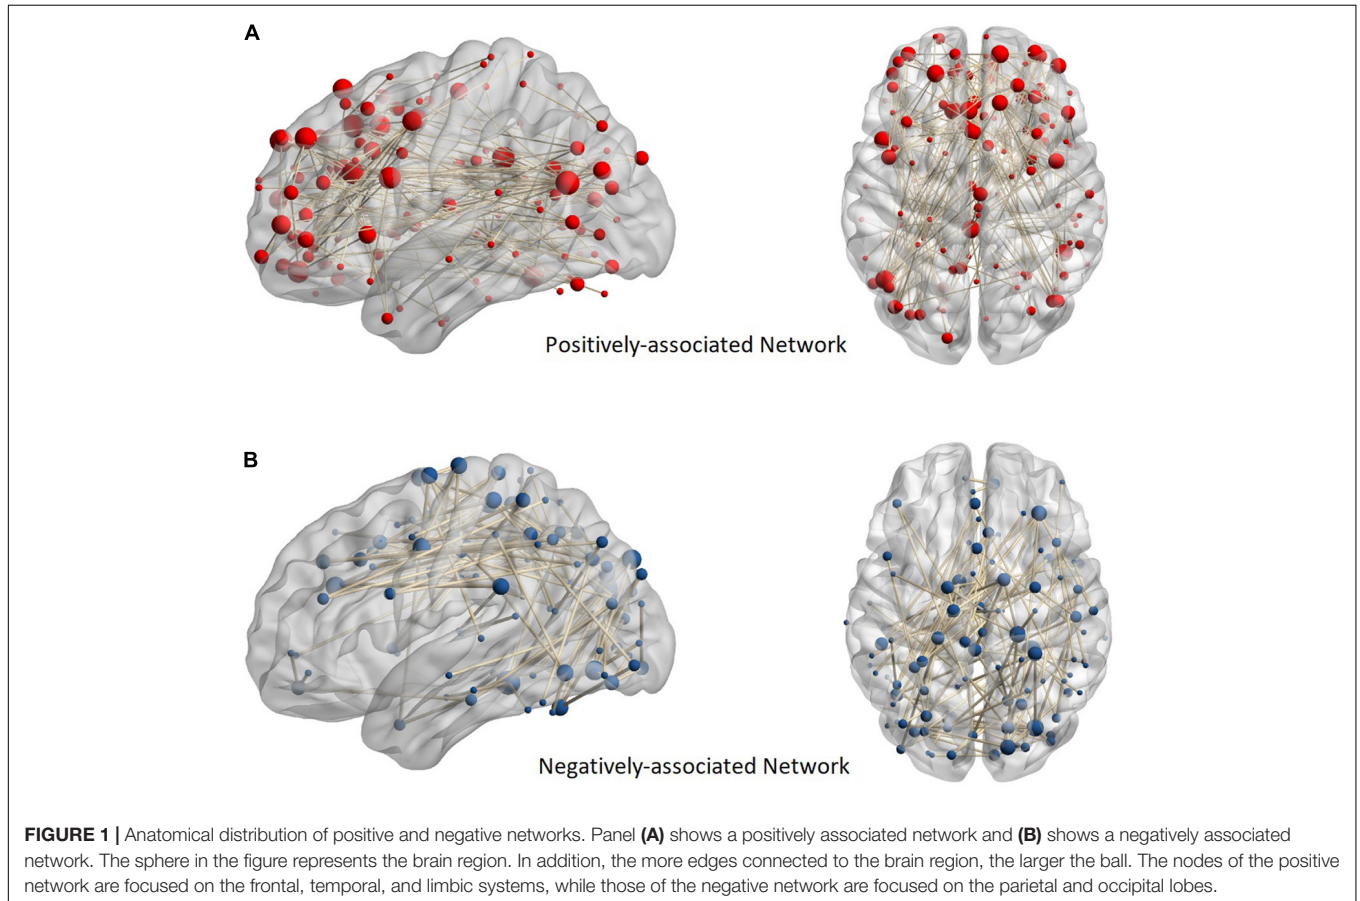 A
Positively-associated Network
B
Negatively-associated Network
FIGURE 1 | Anatomical distribution of positive and negative networks. Panel (A) shows a positively associated network and (B) shows a negatively associated
network. The sphere in the figure represents the brain region. In addition, the more edges connected to the brain region, the larger the ball. The nodes of the positive
network are focused on the frontal, temporal, and limbic systems, while those of the negative network are focused on the parietal and occipital lobes.